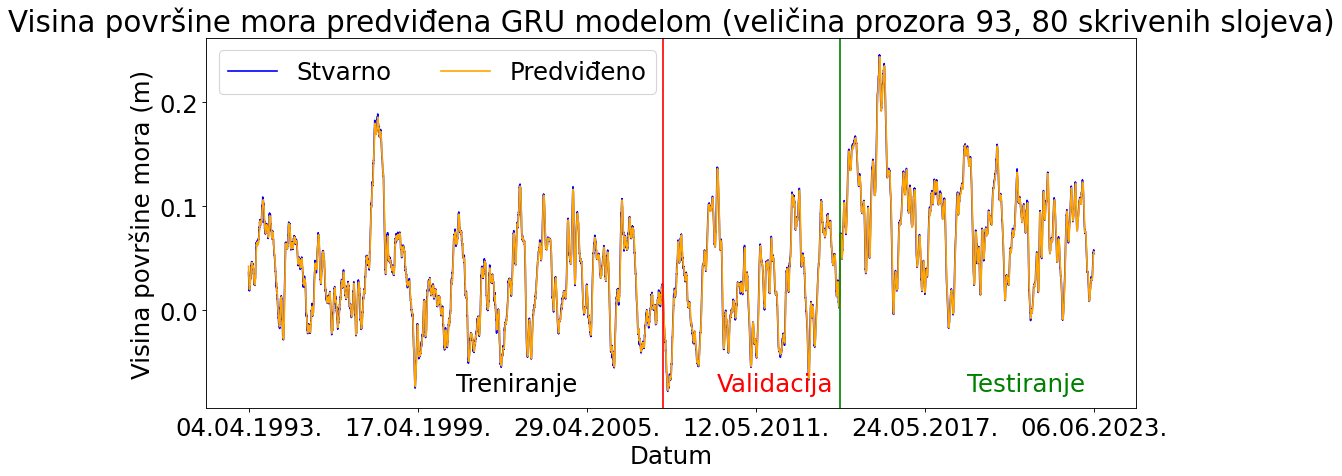 Visina površine mora predviđena GRU modelom (veličina prozora 93, 80 skrivenih slojeva)
Stvarno Predviđeno
Visina površine mora (m)
0.2
0.1
0.0
Treniranje Validacija Testiranje
04.04.1993. 17.04.1999. 29.04.2005. 12.05.2011. 24.05.2017. 06.06.2023.
Datum